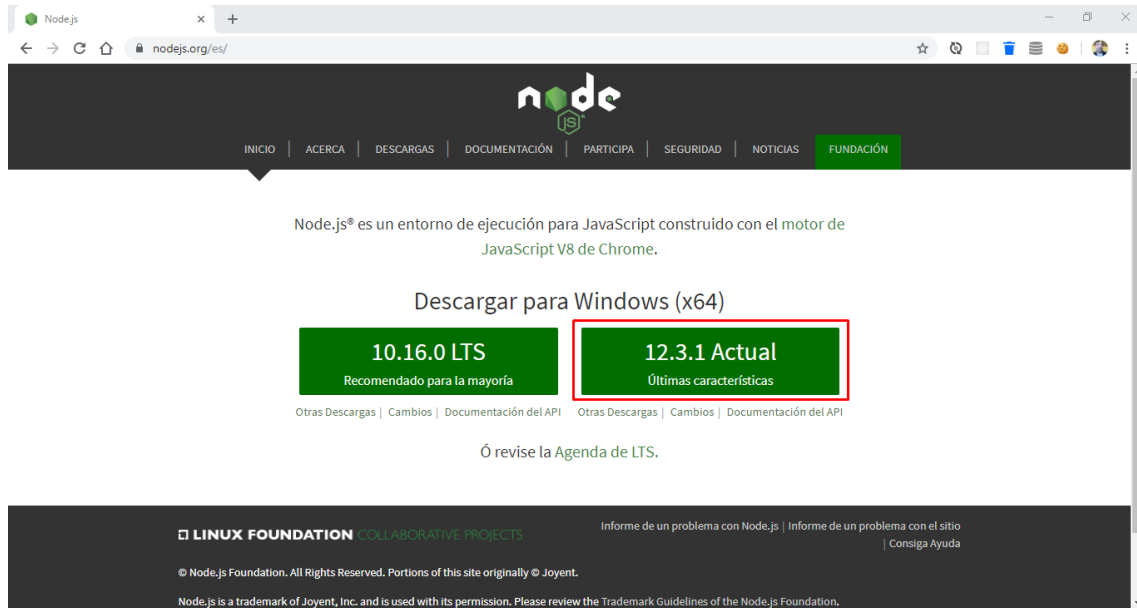 Node.js
nodejs.org/es/
node
JS
INICIO | ACERCA | DESCARGAS | DOCUMENTACIÓN | PARTICIPA | SEGURIDAD | NOTICIAS FUNDACIÓN
Node.js® es un entorno de ejecución para JavaScript construido con el motor de
JavaScript V8 de Chrome.
Descargar para Windows (x64)
10.16.0 LTS
Recomendado para la mayoría
12.3.1 Actual
Últimas características
Otras Descargas | Cambios | Documentación del API
Otras Descargas | Cambios | Documentación del API
Ó revise la Agenda de LTS.
LINUX FOUNDATION COLLABORATIVE PROJECTS
Informe de un problema con Node.js | Informe de un problema con el sitio
| Consiga Ayuda
© Node.js Foundation. All Rights Reserved. Portions of this site originally © Joyent.
Node.js is a trademark of Joyent, Inc. and is used with its permission. Please review the Trademark Guidelines of the Node.js Foundation.